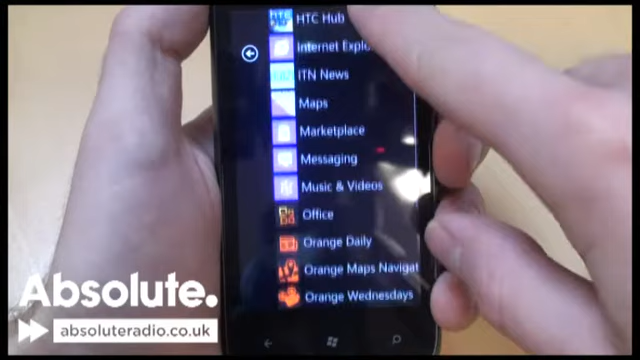 HTC Hub
Internet Explo
ITN News
Maps
Marketplace
Messaging
Music & Videos
Office
Orange Daily
Orange Maps Navigat
Orange Wednesdays
Absolute.
absoluteradio.co.uk